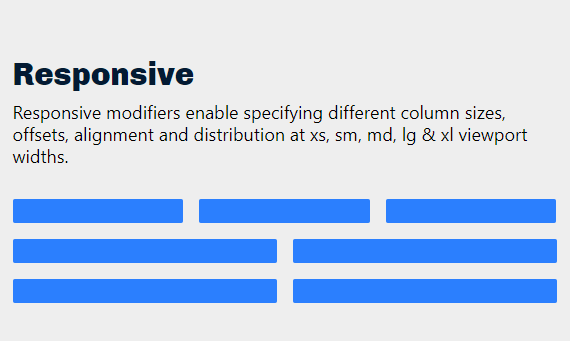 Responsive
Responsive modifiers enable specifying different column sizes,
offsets, alignment and distribution at xs, sm, md, lg & xl viewport
widths.